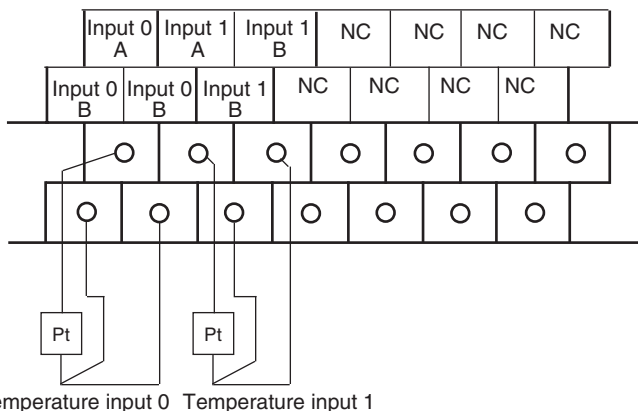 Input 0 A Input 1 A Input 1 B NC NC NC NC
Input 0 B Input 0 B Input 1 B NC NC NC NC
Pt Pt
emperature input 0 Temperature input 1